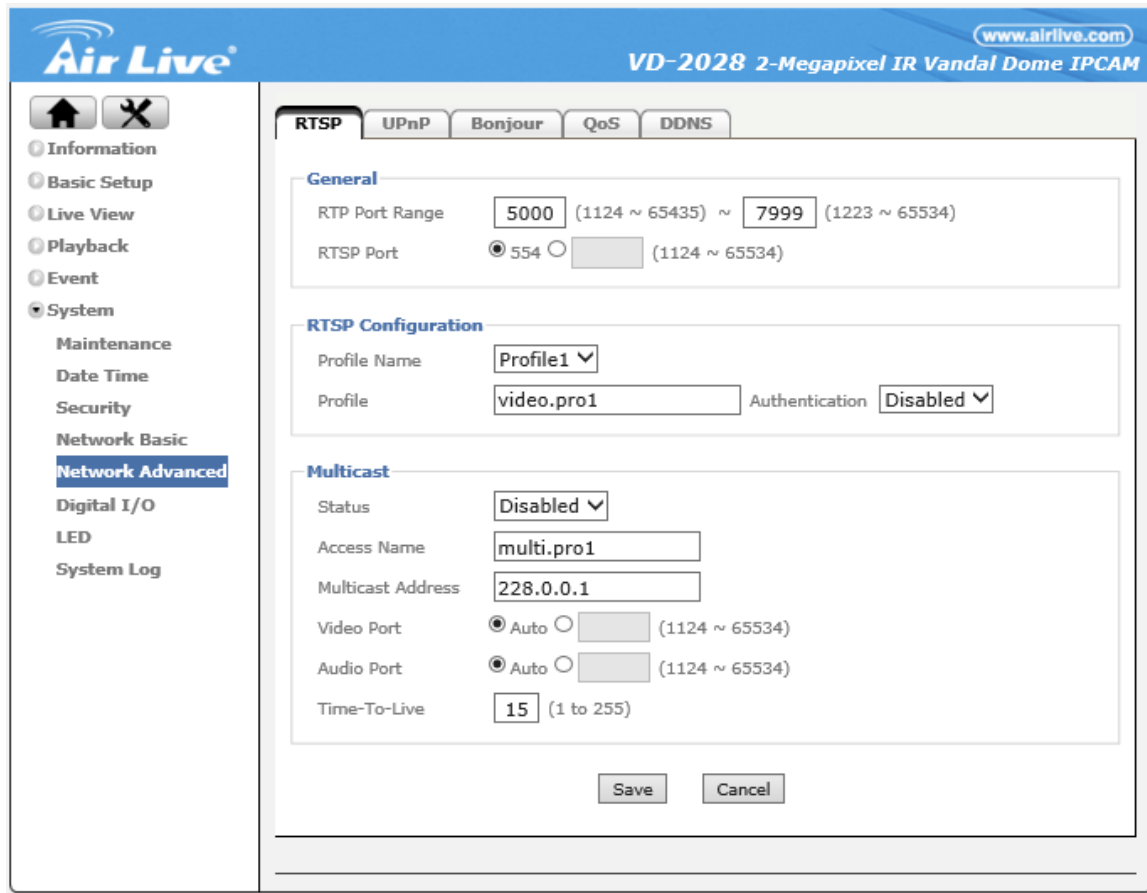 Air Live®
www.airlive.com
VD-2028 2-Megapixel IR Vandal Dome IPCAM
Information
Basic Setup
Live View
Playback
Event
System
Maintenance
Date Time
Security
Network Basic
Network Advanced
Digital I/O
LED
System Log
RTSP UPnP Bonjour QoS DDNS
General
RTP Port Range 5000 (1124 ~ 65435) ~ 7999 (1223 ~ 65534)
RTSP Port 554 (1124 ~ 65534)
RTSP Configuration
Profile Name Profile1
Profile video.pro1 Authentication Disabled
Multicast
Status Disabled
Access Name multi.pro1
Multicast Address 228.0.0.1
Video Port Auto (1124 ~ 65534)
Audio Port Auto (1124 ~ 65534)
Time-To-Live 15 (1 to 255)
Save Cancel